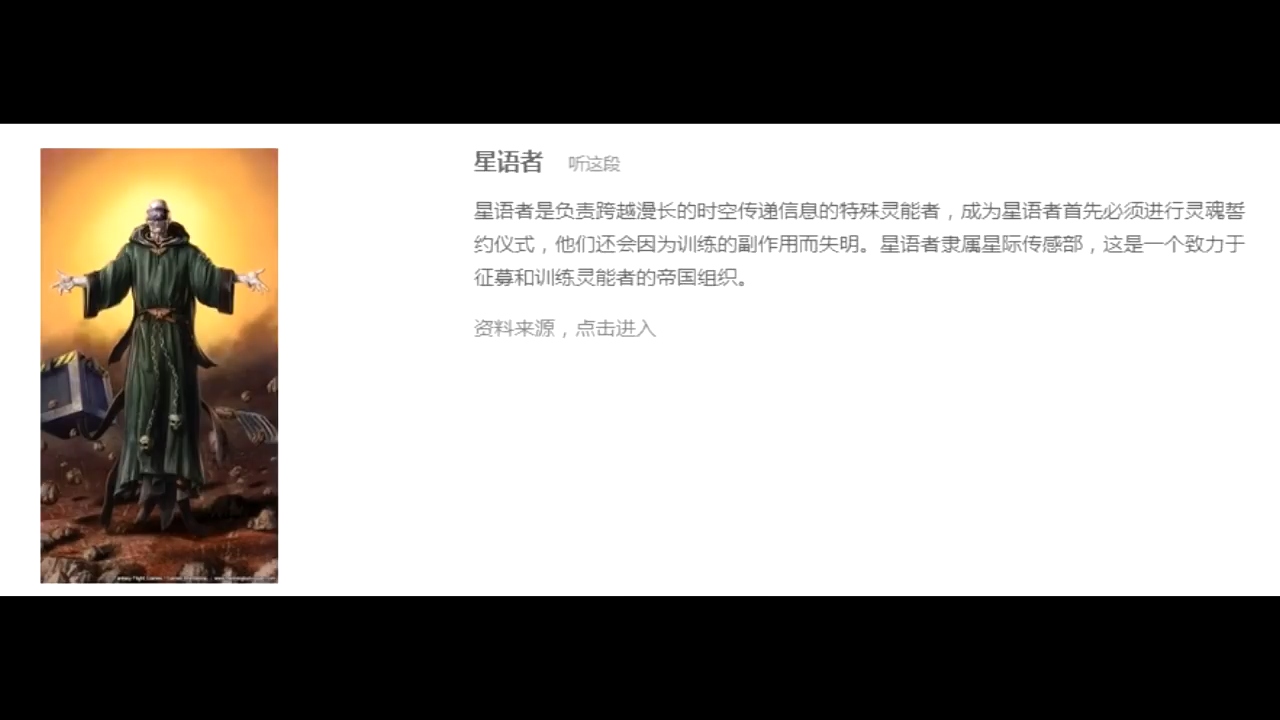 星语者 听这段
星语者是负责跨越漫长的时空传递信息的特殊灵能者，成为星语者首先必须进行灵魂誓
约仪式，他们还会因为训练的副作用而失明。星语者隶属星际传感部，这是一个致力于
征募和训练灵能者的帝国组织。
资料来源，点击进入